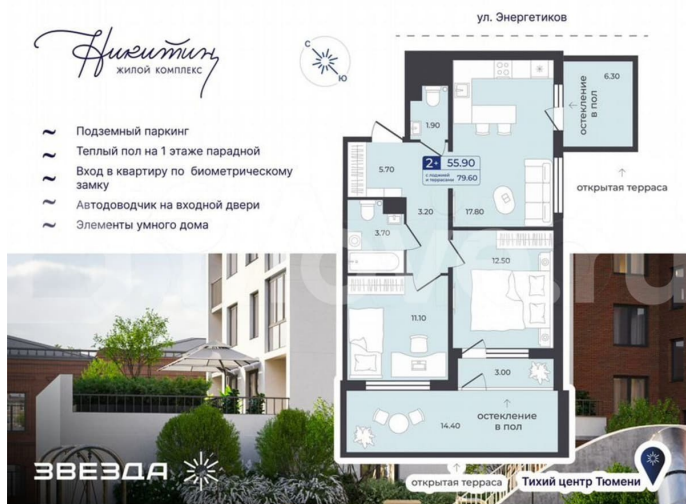 ул. Энергетиков
Никитин
ЖИЛОЙ КОМПЛЕКС
С
Ю
~ Подземный паркинг
~ Теплый пол на 1 этаже парадной
~ Вход в квартиру по биометрическому
замку
~ Автодоводчик на входной двери
~ Элементы умного дома
1.90
6.30
остекление
в пол
5.70
2+ 55.90
с лоджией
и террасами 79.60
открытая терраса
3.20
17.80
3.70
12.50
11.10
3.00
14.40
остекление
в пол
ЗВЕЗДА
открытая терраса
Тихий центр Тюмени